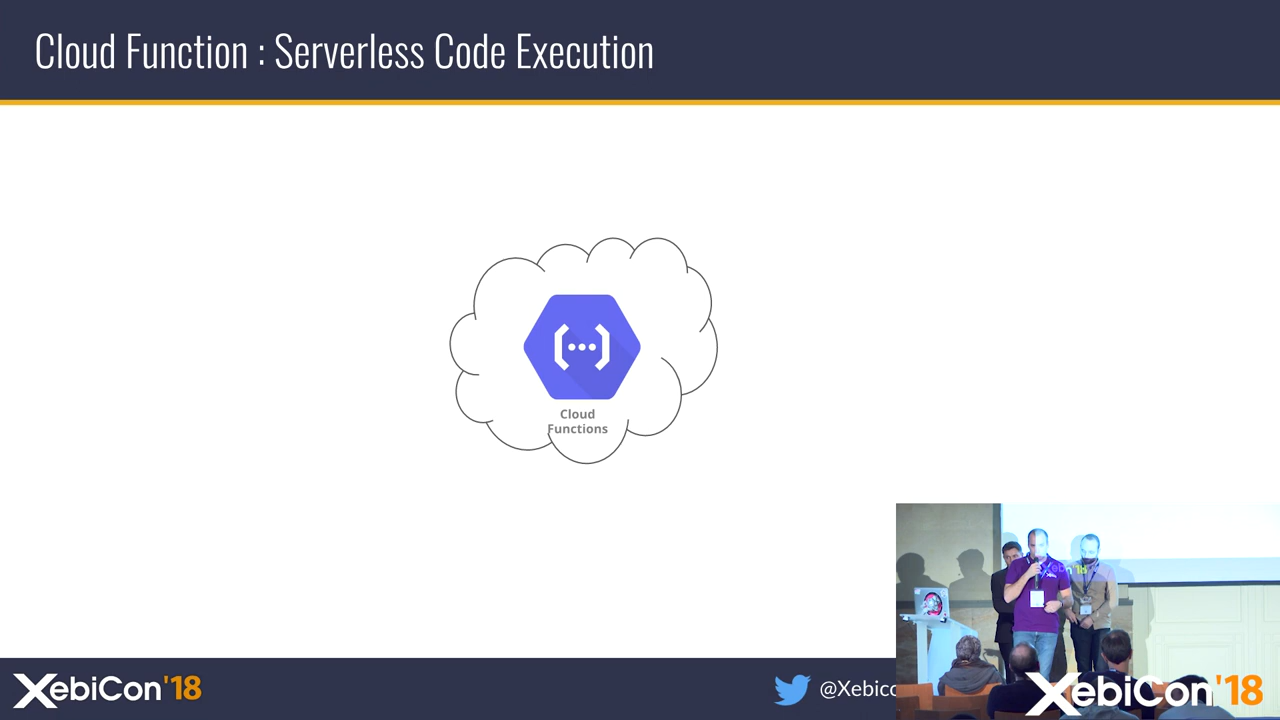 Cloud Function : Serverless Code Execution
Cloud
Functions
XebiCon'18
@Xebico
XebiCon'18